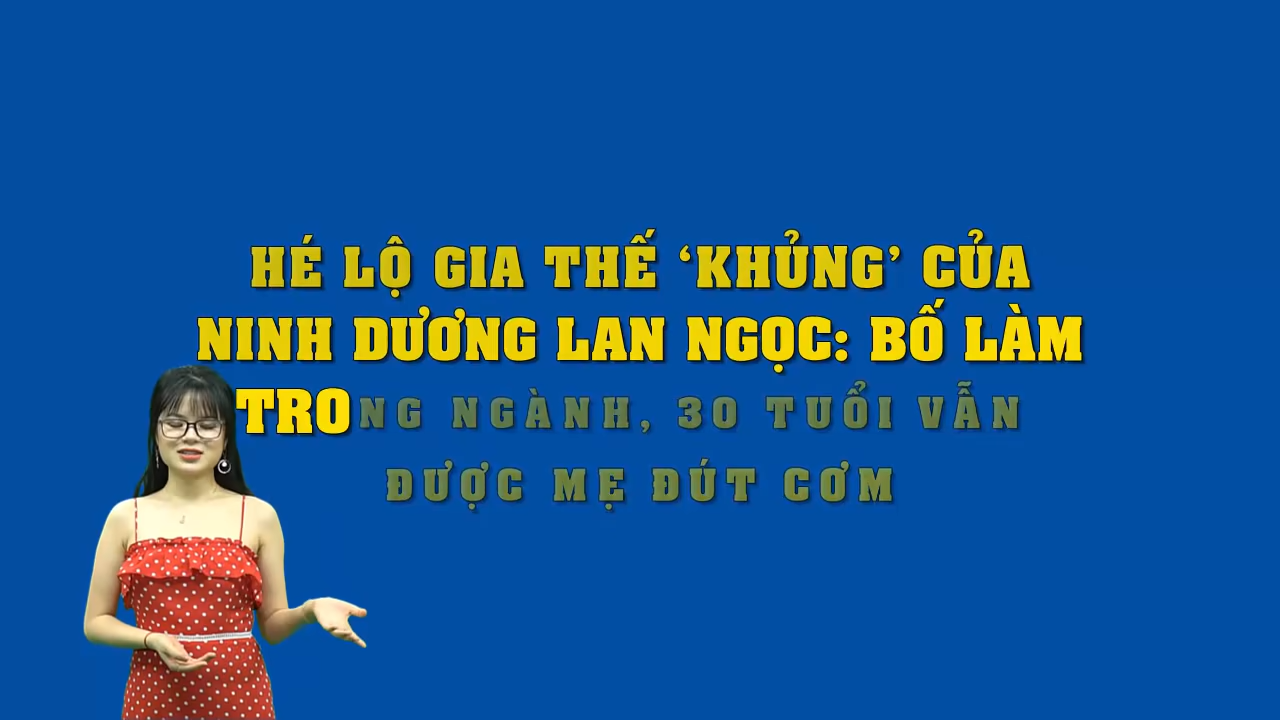 HÉ LỘ GIA THẾ ‘KHỦNG’ CỦA
NINH DƯƠNG LAN NGỌC: BỐ LÀM
TRONG NGÀNH, 30 TUỔI VẪN
ĐƯỢC MẸ ĐÚT CƠM